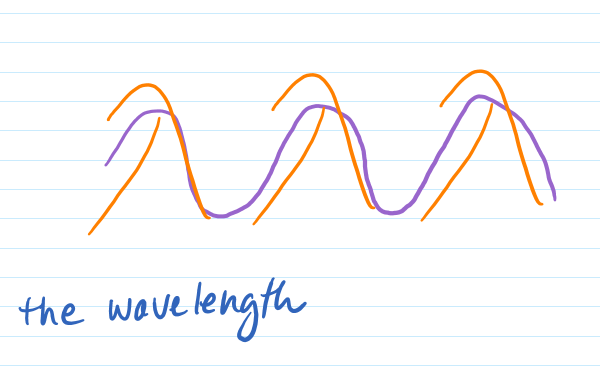 λ λ λ
the wavelength